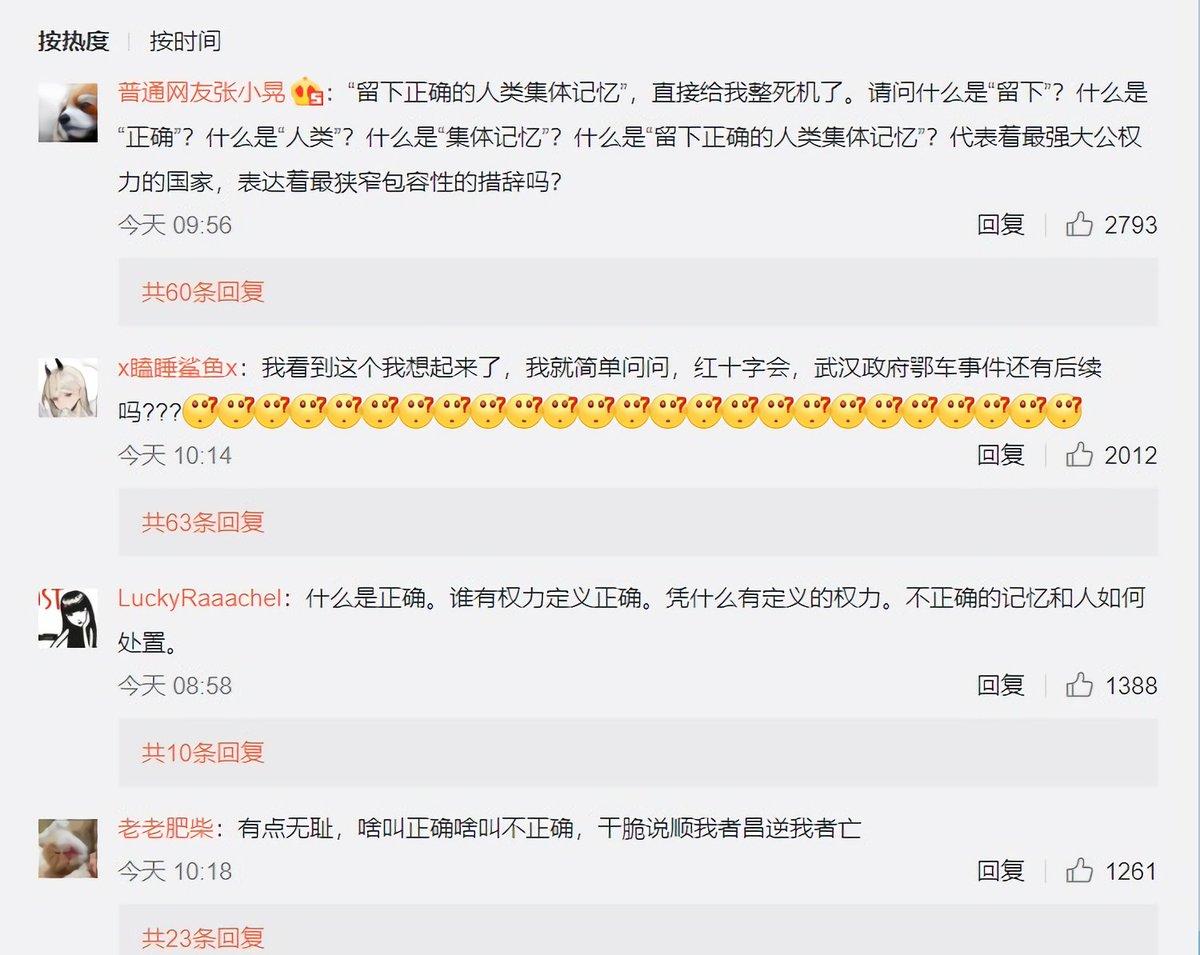 按热度 | 按时间
普通网友张小晃：“留下正确的人类集体记忆”，直接给我整死机了。请问什么是“留下”？什么是
“正确”？什么是“人类”？什么是“集体记忆”？什么是“留下正确的人类集体记忆”？代表着最强大公权
力的国家，表达着最狭窄包容性的措辞吗？
今天 09:56 回复 2793
共60条回复
x瞌睡鲨鱼x：我看到这个我想起来了，我就简单问问，红十字会，武汉政府鄂车事件还有后续
吗???
今天 10:14 回复 2012
共63条回复
LuckyRaaachel：什么是正确。谁有权力定义正确。凭什么有定义的权力。不正确的记忆和人如何
处置。
今天 08:58 回复 1388
共10条回复
老老肥柴：有点无耻，啥叫正确啥叫不正确，干脆说顺我者昌逆我者亡
今天 10:18 回复 1261
共23条回复